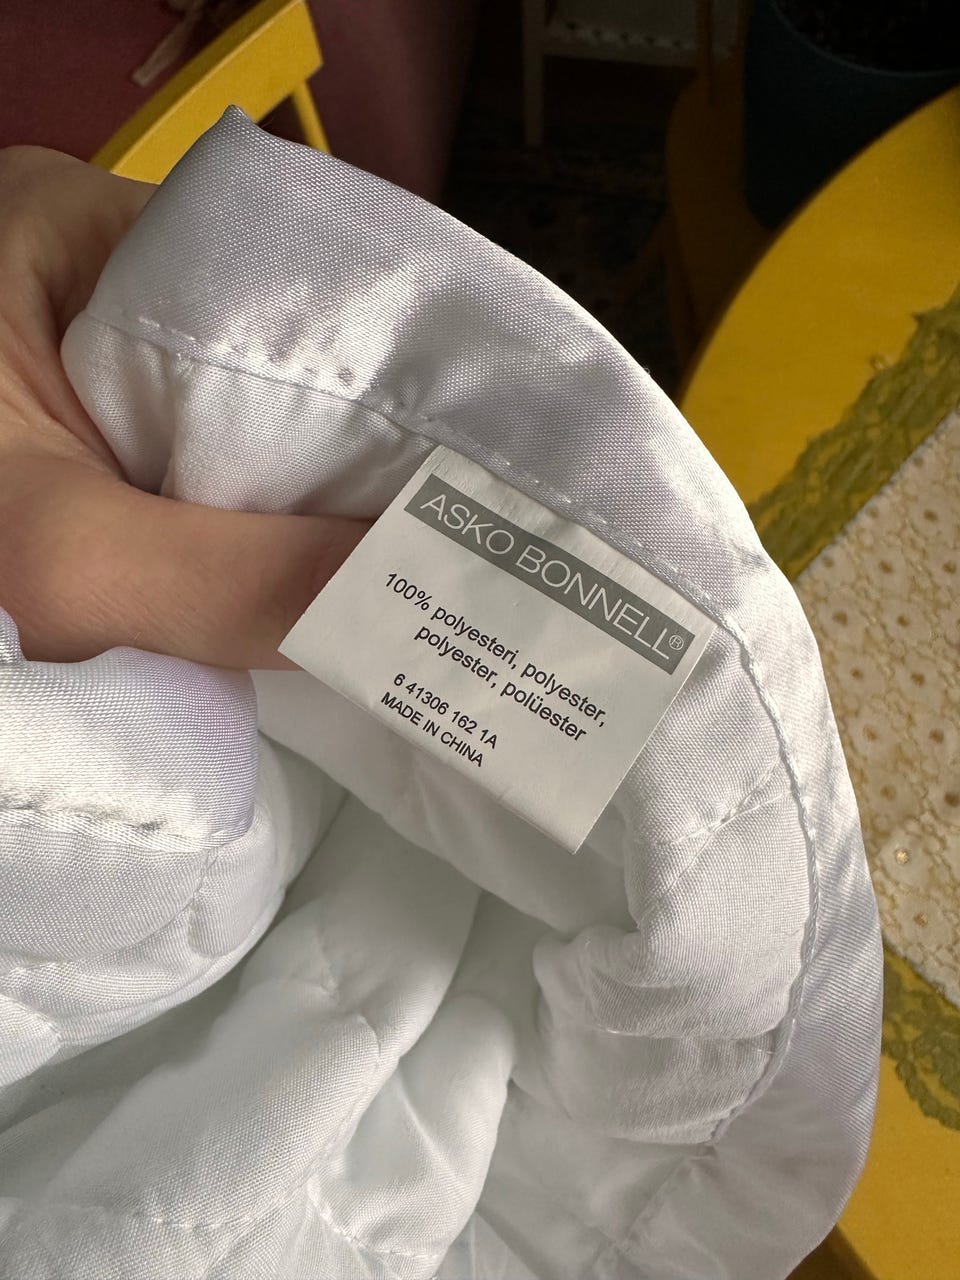 ASKO BONNELL®
100% polyesteri, polyester,
polyester, polüester
6 41306 162 1A
MADE IN CHINA